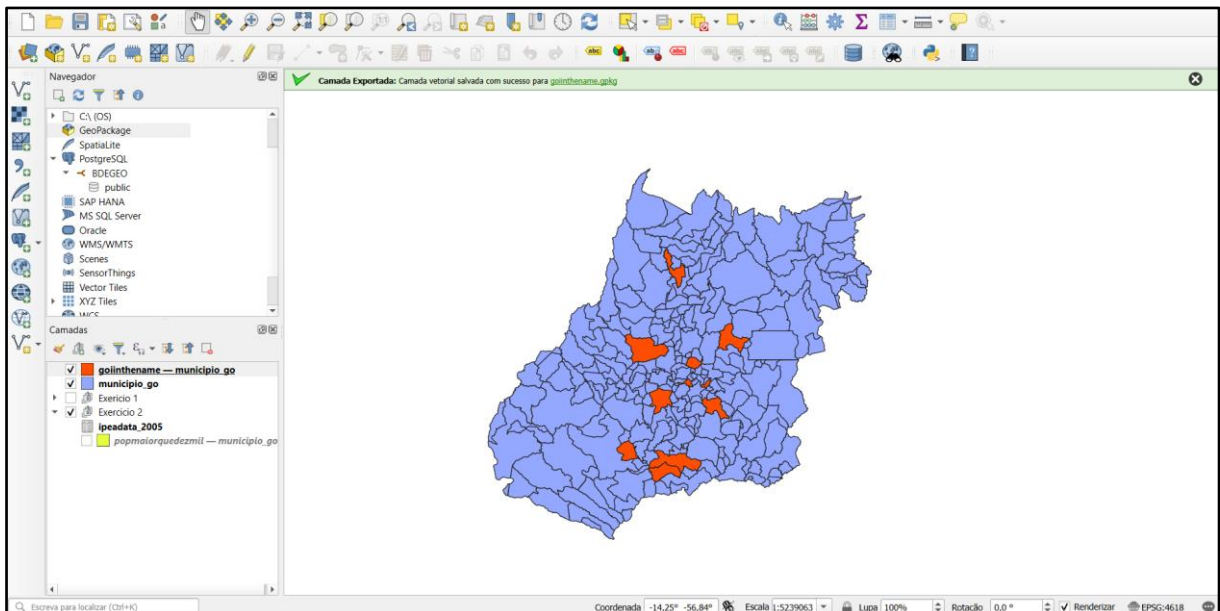 Navegador
Camada Exportada: Camada vetorial salvada com sucesso para goiinthename.gpkg
C:\ (OS)
GeoPackage
SpatiaLite
PostgreSQL
BDEGEO
public
SAP HANA
MS SQL Server
Oracle
WMS/WMTS
Scenes
SensorThings
Vector Tiles
XYZ Tiles
WCS
Camadas
goiinthename — municipio_go
municipio_go
Exericio 1
Exercicio 2
ipeadata_2005
popmaiorquedezmil — municipio_go
Escreva para localizar (Ctrl+K)
Coordenada -14,25° -56,84° Escala 1:5239063 Lupa 100% Rotação 0,0 ° Renderizar EPSG:4618